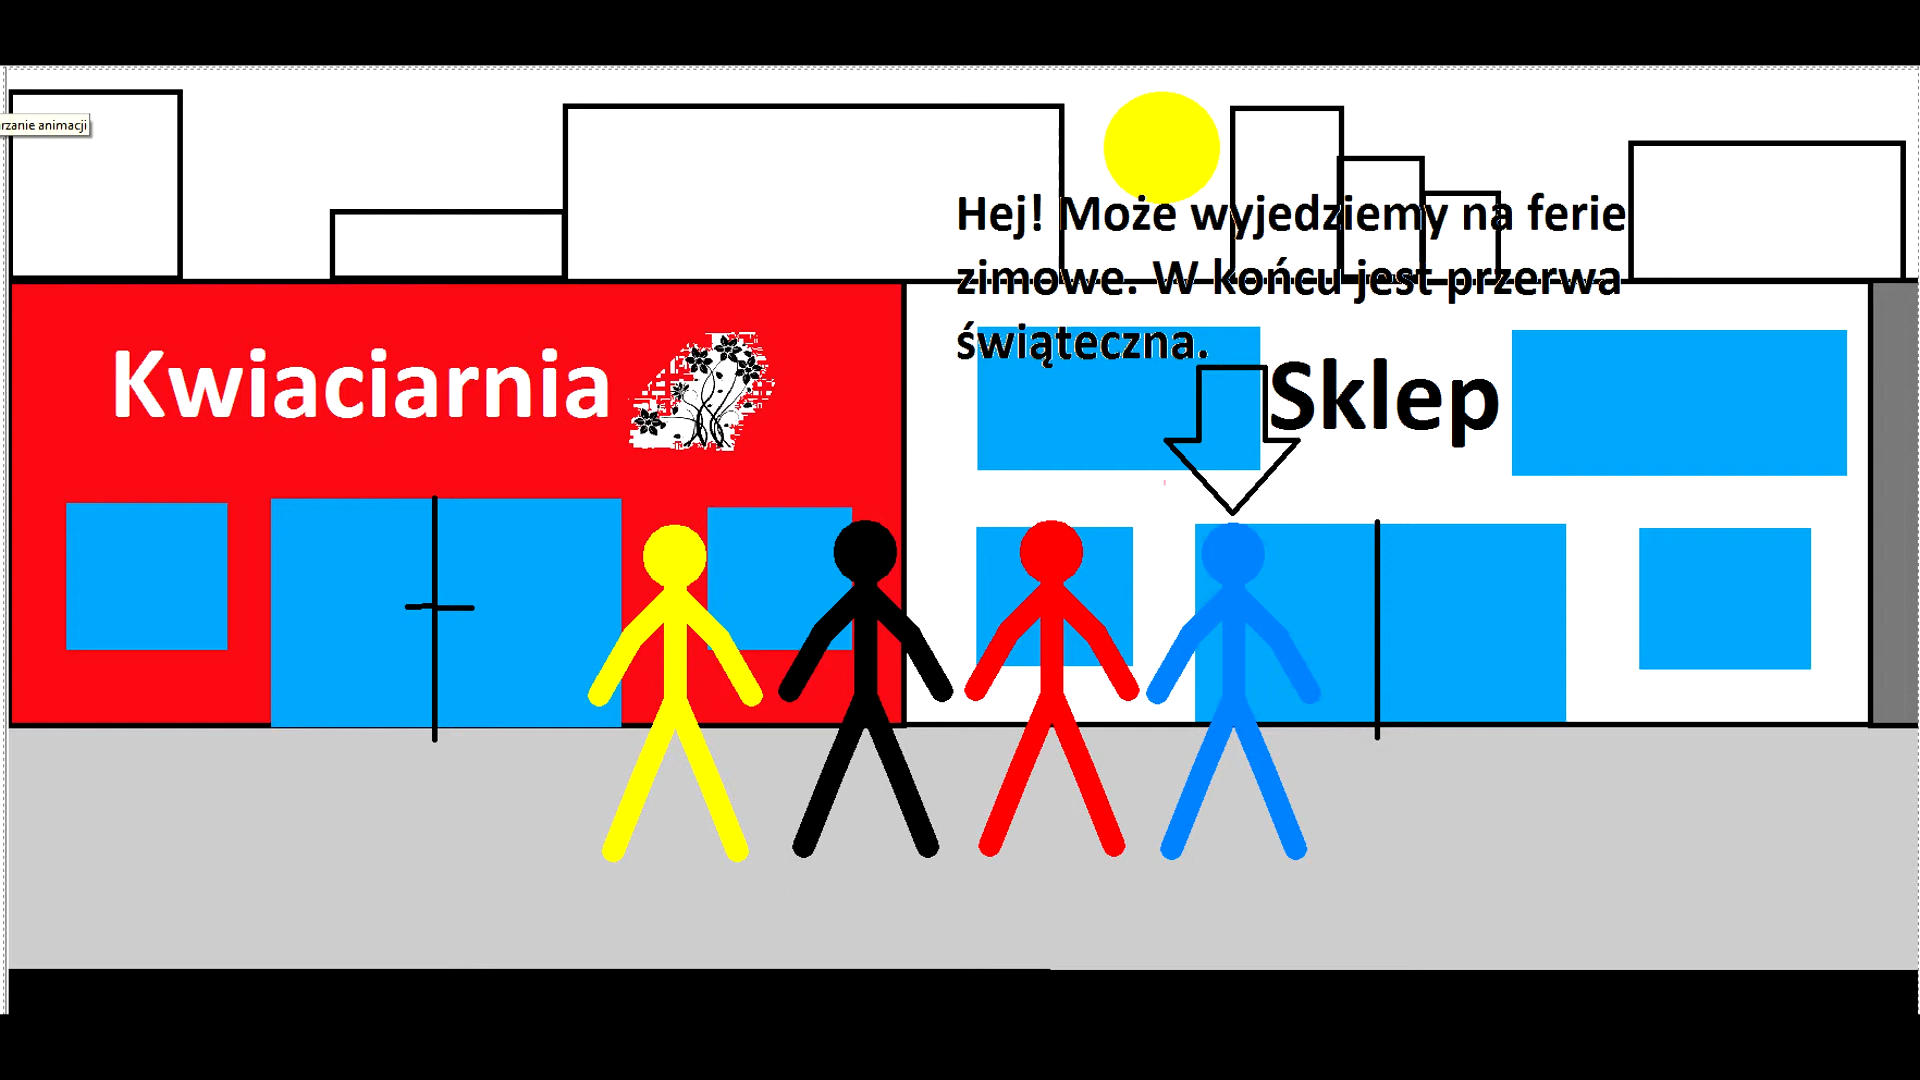 rzanie animacji
Hej! Może wyjedziemy na ferie
zimowe. W końcu jest przerwa
świąteczna.
Kwiaciarnia
Sklep